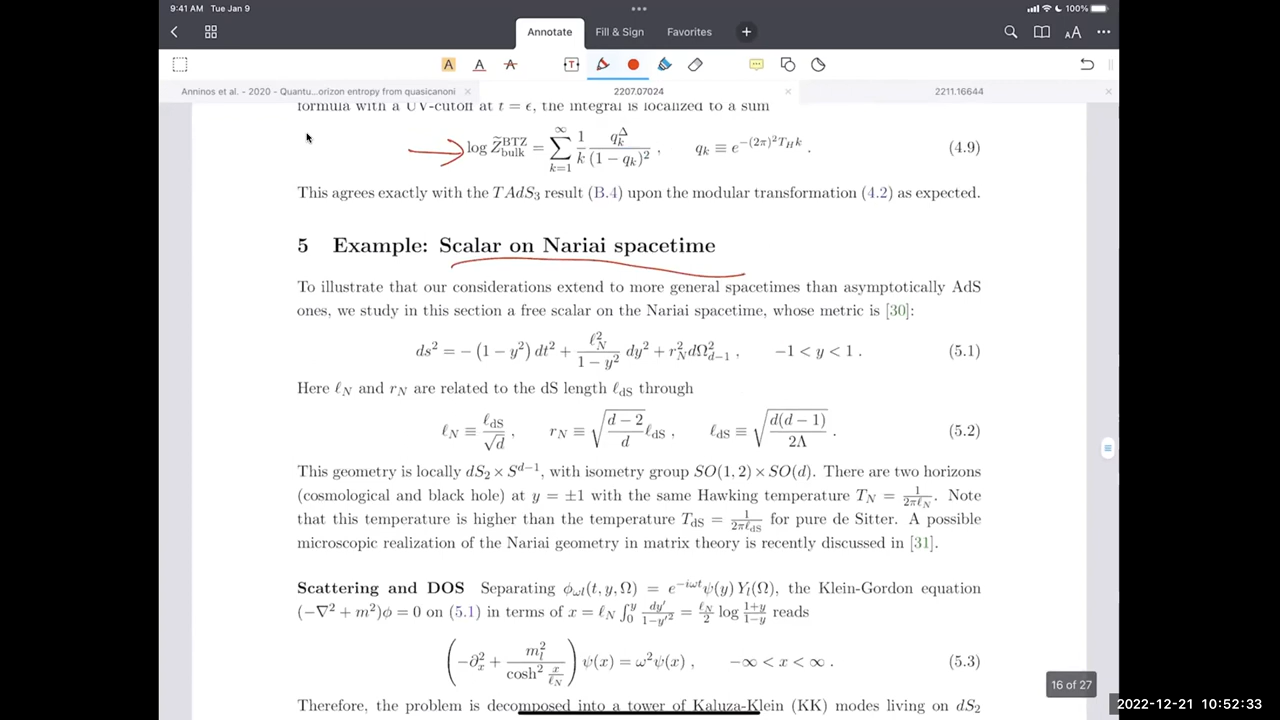 9:41 AM Tue Jan 9
100%
Annotate
Fill & Sign
Favorites
Anninos et al. - 2020 - Quantu...orizon entropy from quasicanoni
2207.07024
2211.16644
formula with a UV-cutoff at t = ϵ, the integral is localized to a sum
log Z̃^BTZ_bulk = ∑_{k=1}^∞ 1/k q_k^Δ/(1 − q_k)^2 , q_k ≡ e^{−(2π)^2 T_H k} . (4.9)
This agrees exactly with the TAdS_3 result (B.4) upon the modular transformation (4.2) as expected.
5 Example: Scalar on Nariai spacetime
To illustrate that our considerations extend to more general spacetimes than asymptotically AdS
ones, we study in this section a free scalar on the Nariai spacetime, whose metric is [30]:
ds^2 = − (1 − y^2) dt^2 + ℓ_N^2/(1 − y^2) dy^2 + r_N^2 dΩ^2_{d−1} , −1 < y < 1 . (5.1)
Here ℓ_N and r_N are related to the dS length ℓ_dS through
ℓ_N ≡ ℓ_dS/√d , r_N ≡ √((d − 2)/d) ℓ_dS , ℓ_dS ≡ √(d(d − 1)/2Λ) . (5.2)
This geometry is locally dS_2 × S^{d−1}, with isometry group SO(1, 2) × SO(d). There are two horizons
(cosmological and black hole) at y = ±1 with the same Hawking temperature T_N = 1/(2πℓ_N). Note
that this temperature is higher than the temperature T_dS = 1/(2πℓ_dS) for pure de Sitter. A possible
microscopic realization of the Nariai geometry in matrix theory is recently discussed in [31].
Scattering and DOS Separating ϕ_{ωl}(t, y, Ω) = e^{−iωt}ψ(y) Y_l(Ω), the Klein-Gordon equation
(−∇^2 + m^2)ϕ = 0 on (5.1) in terms of x = ℓ_N ∫_0^y dy′/(1−y′^2) = ℓ_N/2 log (1+y)/(1−y) reads
(−∂_x^2 + m_l^2/cosh^2 (x/ℓ_N)) ψ(x) = ω^2 ψ(x) , −∞ < x < ∞ . (5.3)
16 of 27
Therefore, the problem is decomposed into a tower of Kaluza-Klein (KK) modes living on dS_2
2022-12-21 10:52:33